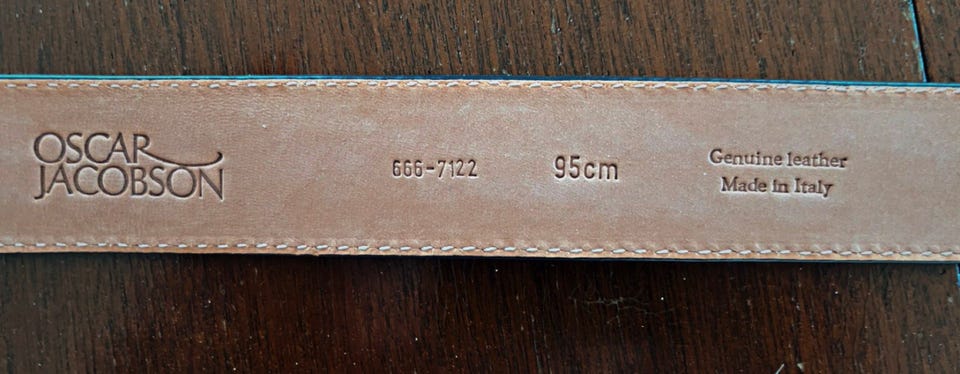 OSCAR
JACOBSON
666-7122
95cm
Genuine leather
Made in Italy